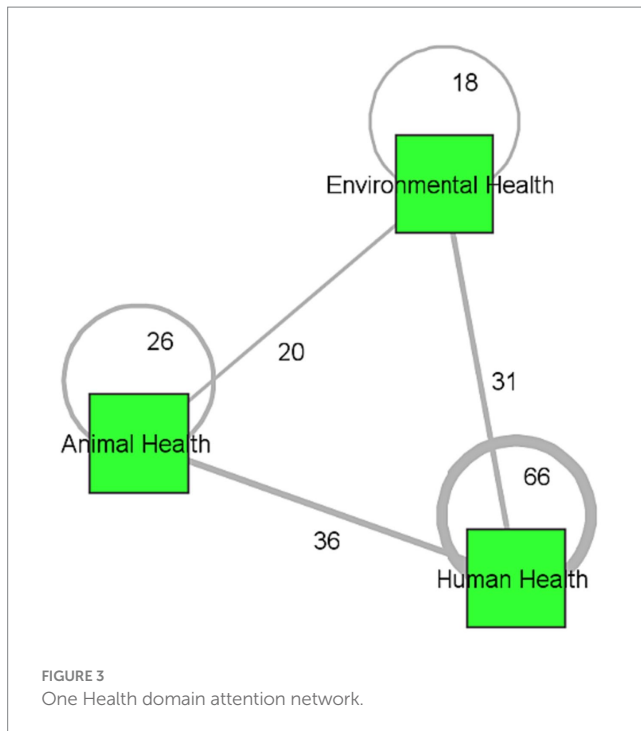 18
Environmental Health
26
20
31
Animal Health
66
36
Human Health
FIGURE 3
One Health domain attention network.